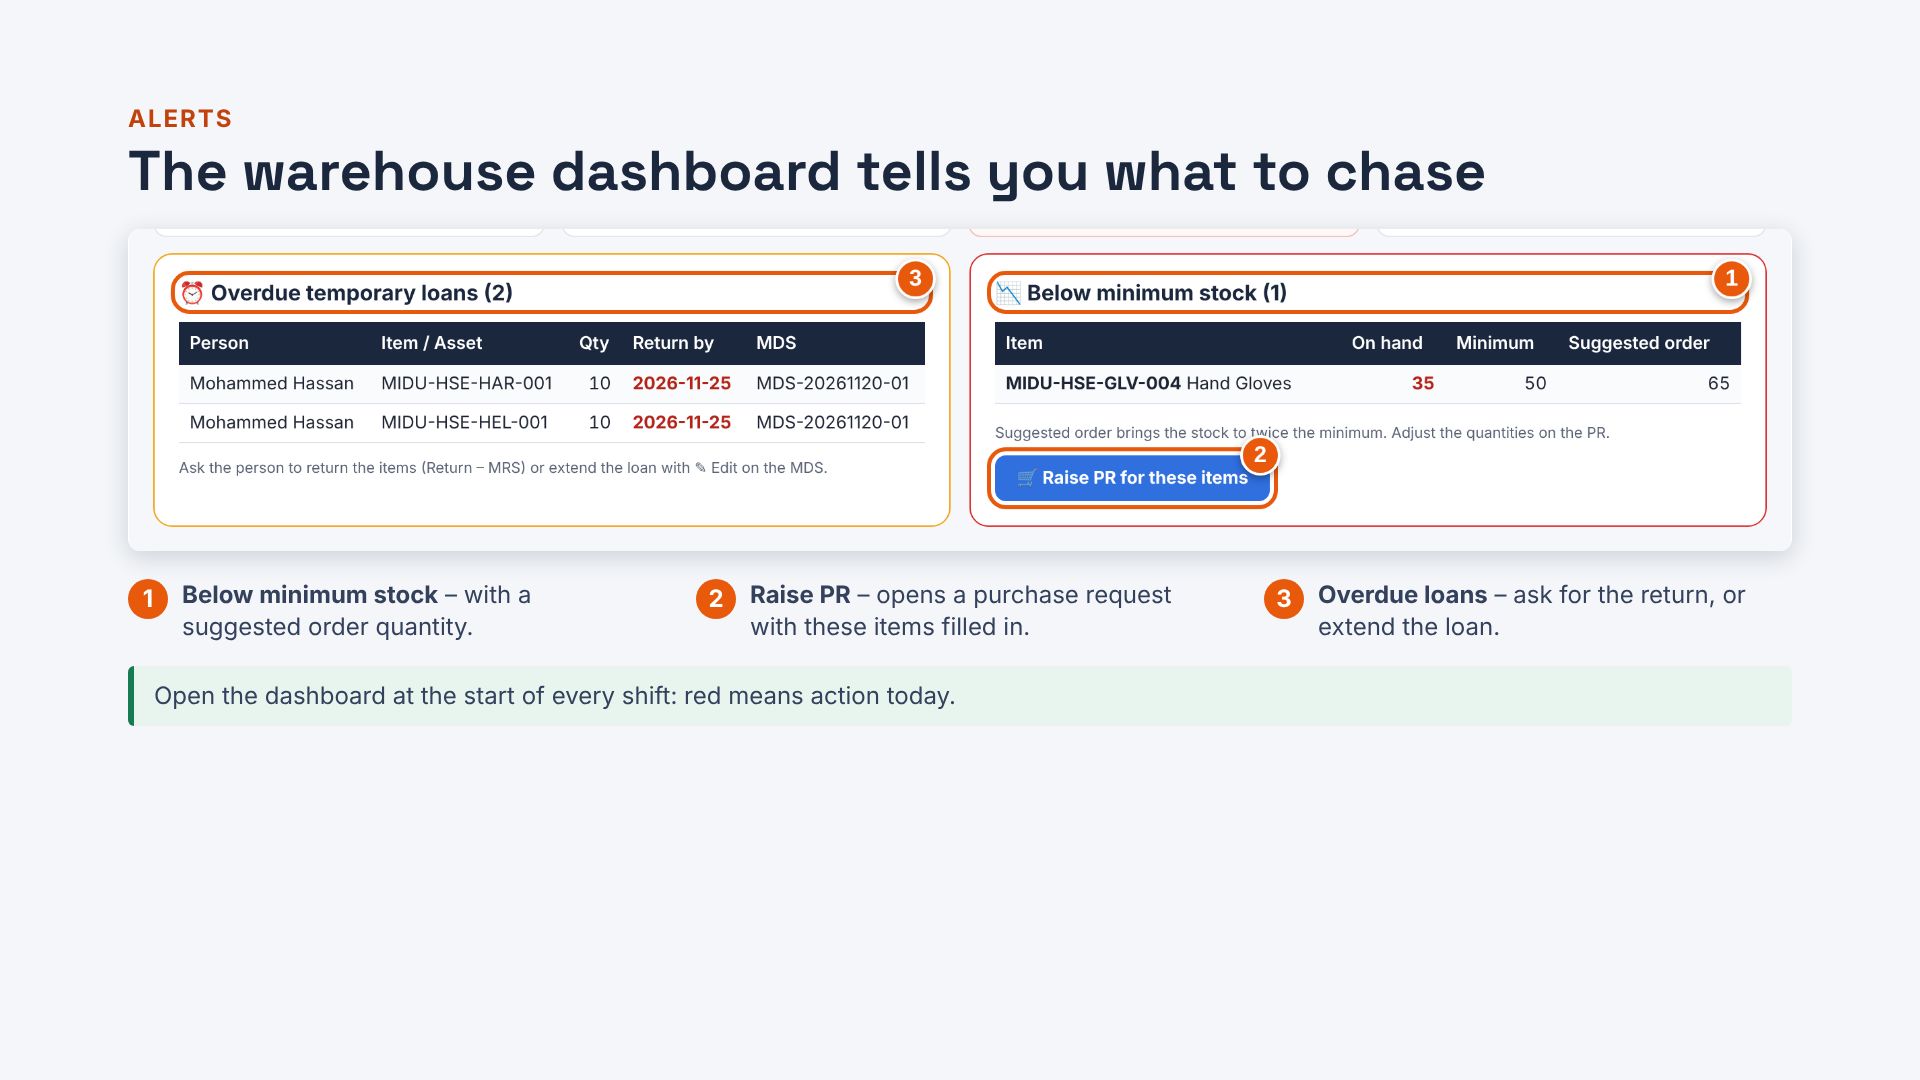 ALERTS
The warehouse dashboard tells you what to chase
⏰ Overdue temporary loans (2)
3
Person Item / Asset Qty Return by MDS
Mohammed Hassan MIDU-HSE-HAR-001 10 2026-11-25 MDS-20261120-01
Mohammed Hassan MIDU-HSE-HEL-001 10 2026-11-25 MDS-20261120-01
Ask the person to return the items (Return – MRS) or extend the loan with ✎ Edit on the MDS.
📉 Below minimum stock (1)
1
Item On hand Minimum Suggested order
MIDU-HSE-GLV-004 Hand Gloves 35 50 65
Suggested order brings the stock to twice the minimum. Adjust the quantities on the PR.
2
🛒 Raise PR for these items
1 Below minimum stock – with a
suggested order quantity.
2 Raise PR – opens a purchase request
with these items filled in.
3 Overdue loans – ask for the return, or
extend the loan.
Open the dashboard at the start of every shift: red means action today.